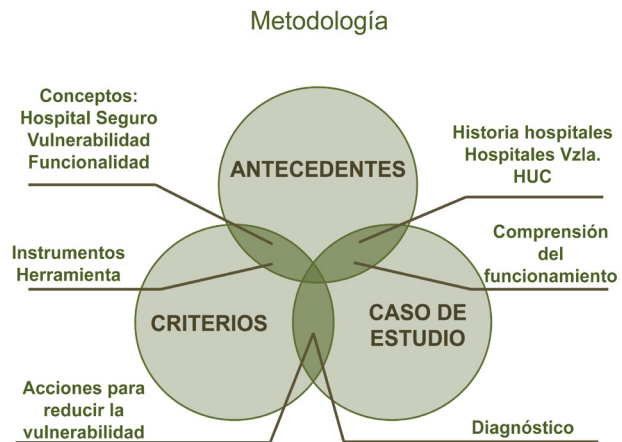 Metodología
Conceptos:
Hospital Seguro
Vulnerabilidad
Funcionalidad
ANTECEDENTES
Historia hospitales
Hospitales Vzla.
HUC
Instrumentos
Herramienta
Comprensión
del
funcionamiento
CRITERIOS
CASO DE
ESTUDIO
Acciones para
reducir la
vulnerabilidad
Diagnóstico